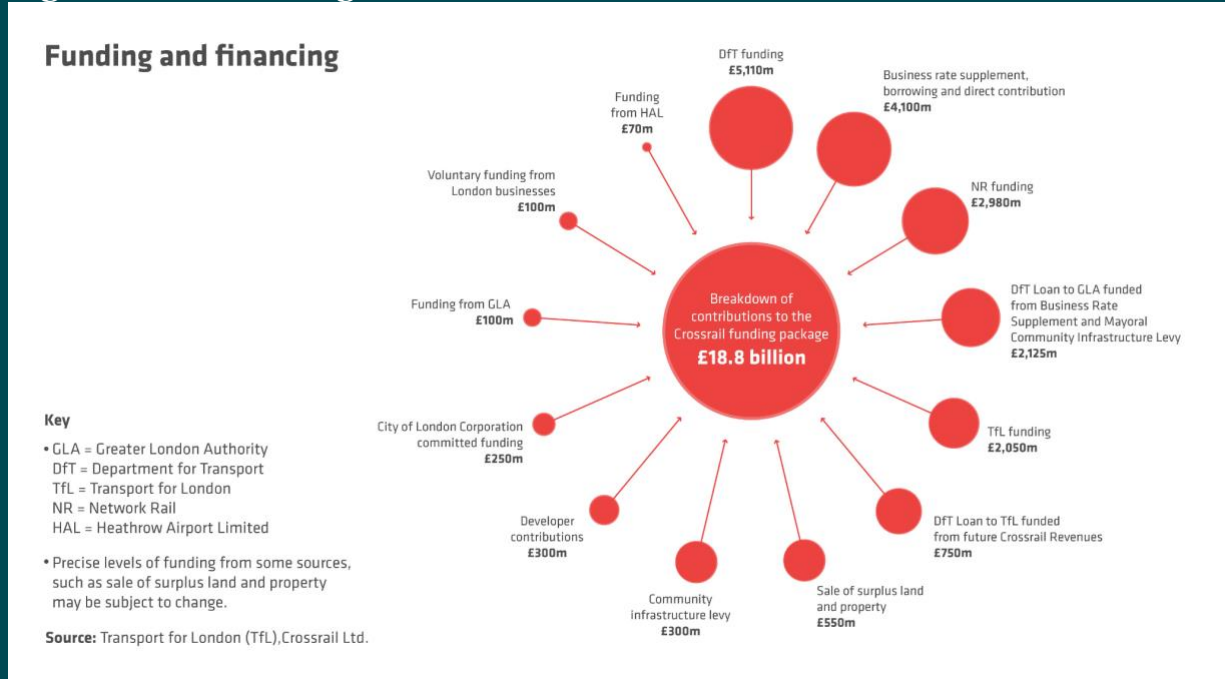 Funding and financing
DfT funding
£5,110m
Business rate supplement,
borrowing and direct contribution
£4,100m
NR funding
£2,980m
DfT Loan to GLA funded
from Business Rate
Supplement and Mayoral
Community Infrastructure Levy
£2,125m
TfL funding
£2,050m
DfT Loan to TfL funded
from future Crossrail Revenues
£750m
Sale of surplus land
and property
£550m
Community
infrastructure levy
£300m
Developer
contributions
£300m
City of London Corporation
committed funding
£250m
Funding from GLA
£100m
Voluntary funding from
London businesses
£100m
Funding
from HAL
£70m
Breakdown of
contributions to the
Crossrail funding package
£18.8 billion
Key
• GLA = Greater London Authority
DfT = Department for Transport
TfL = Transport for London
NR = Network Rail
HAL = Heathrow Airport Limited
• Precise levels of funding from some sources,
such as sale of surplus land and property
may be subject to change.
Source: Transport for London (TfL),Crossrail Ltd.